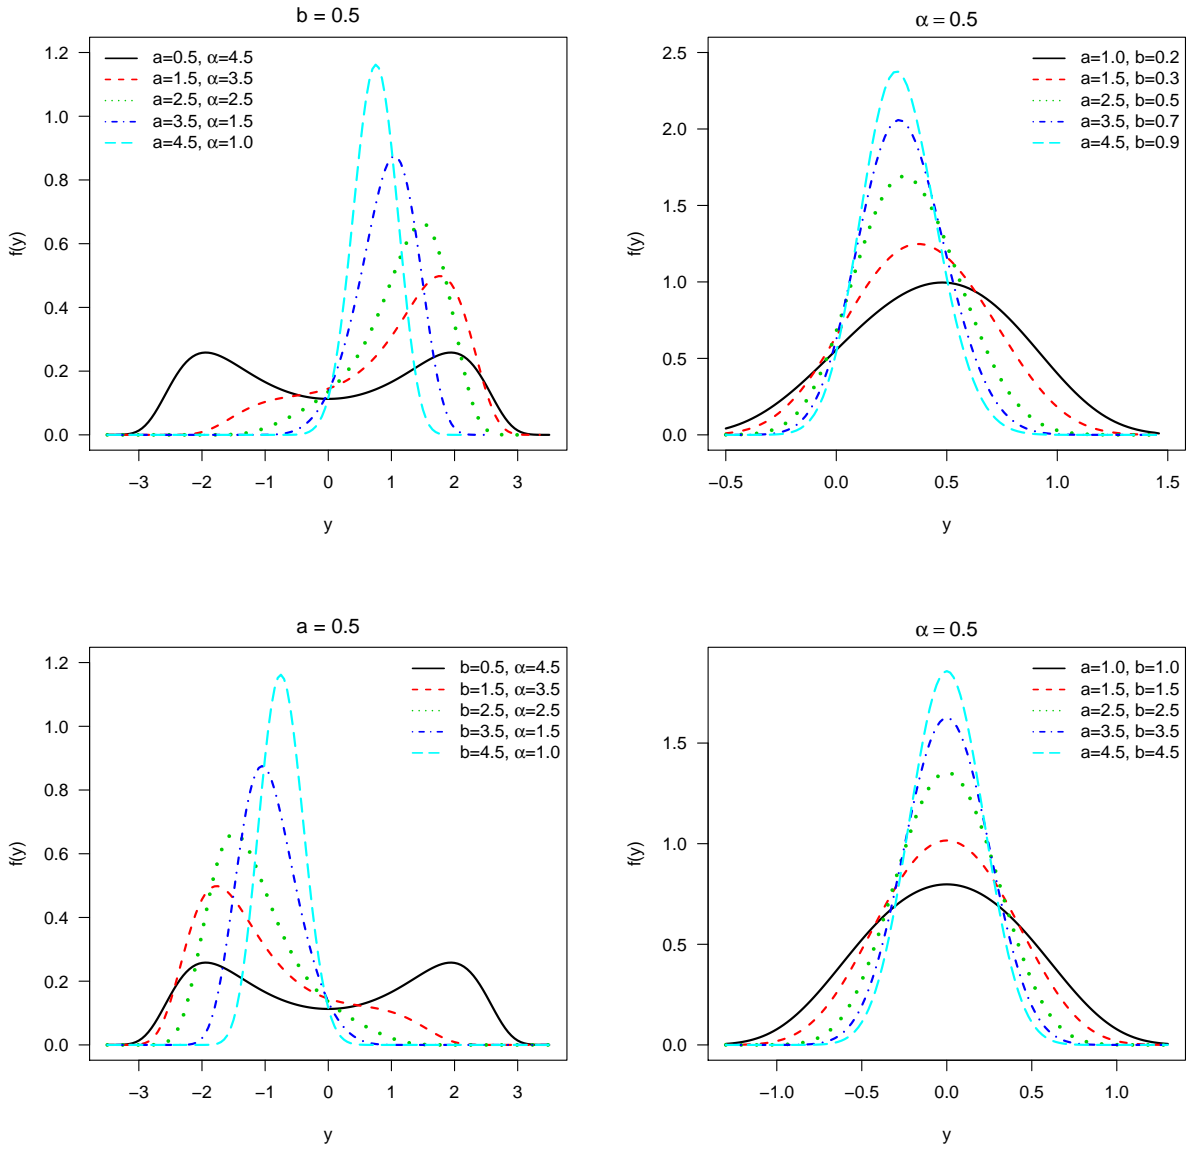 b = 0.5
a=0.5, α=4.5
a=1.5, α=3.5
a=2.5, α=2.5
a=3.5, α=1.5
a=4.5, α=1.0
1.2
1.0
0.8
0.6
0.4
0.2
0.0
f(y)
−3 −2 −1 0 1 2 3
y
α = 0.5
a=1.0, b=0.2
a=1.5, b=0.3
a=2.5, b=0.5
a=3.5, b=0.7
a=4.5, b=0.9
2.5
2.0
1.5
1.0
0.5
0.0
f(y)
−0.5 0.0 0.5 1.0 1.5
y
a = 0.5
b=0.5, α=4.5
b=1.5, α=3.5
b=2.5, α=2.5
b=3.5, α=1.5
b=4.5, α=1.0
1.2
1.0
0.8
0.6
0.4
0.2
0.0
f(y)
−3 −2 −1 0 1 2 3
y
α = 0.5
a=1.0, b=1.0
a=1.5, b=1.5
a=2.5, b=2.5
a=3.5, b=3.5
a=4.5, b=4.5
1.5
1.0
0.5
0.0
f(y)
−1.0 −0.5 0.0 0.5 1.0
y